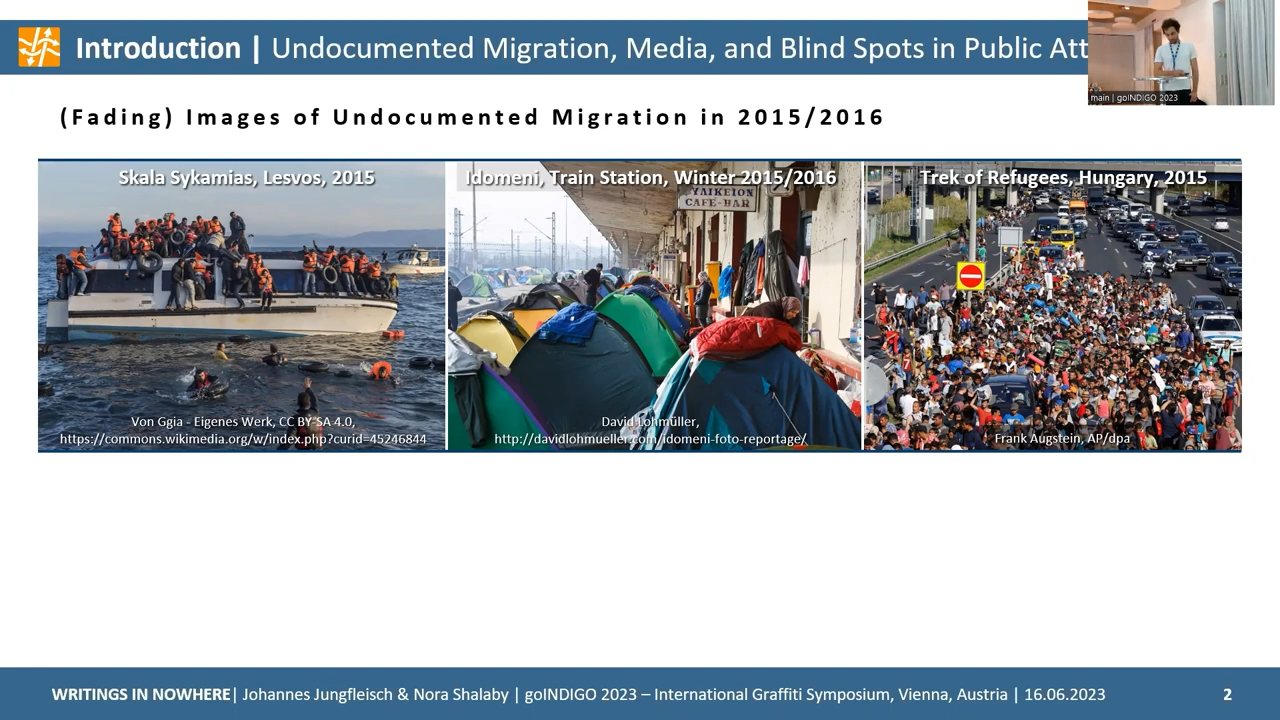 Introduction | Undocumented Migration, Media, and Blind Spots in Public Att
main | goINDIGO 2023
(Fading) Images of Undocumented Migration in 2015/2016
Skala Sykamias, Lesvos, 2015
Idomeni, Train Station, Winter 2015/2016
Trek of Refugees, Hungary, 2015
ΥΛΙΚΕΙΟΝ
CAFE-BAR
Von Ggia - Eigenes Werk, CC BY-SA 4.0,
https://commons.wikimedia.org/w/index.php?curid=45246844
David Lohmüller,
http://davidlohmueller.com/idomeni-foto-reportage/
Frank Augstein, AP/dpa
WRITINGS IN NOWHERE| Johannes Jungfleisch & Nora Shalaby | goINDIGO 2023 – International Graffiti Symposium, Vienna, Austria | 16.06.2023
2